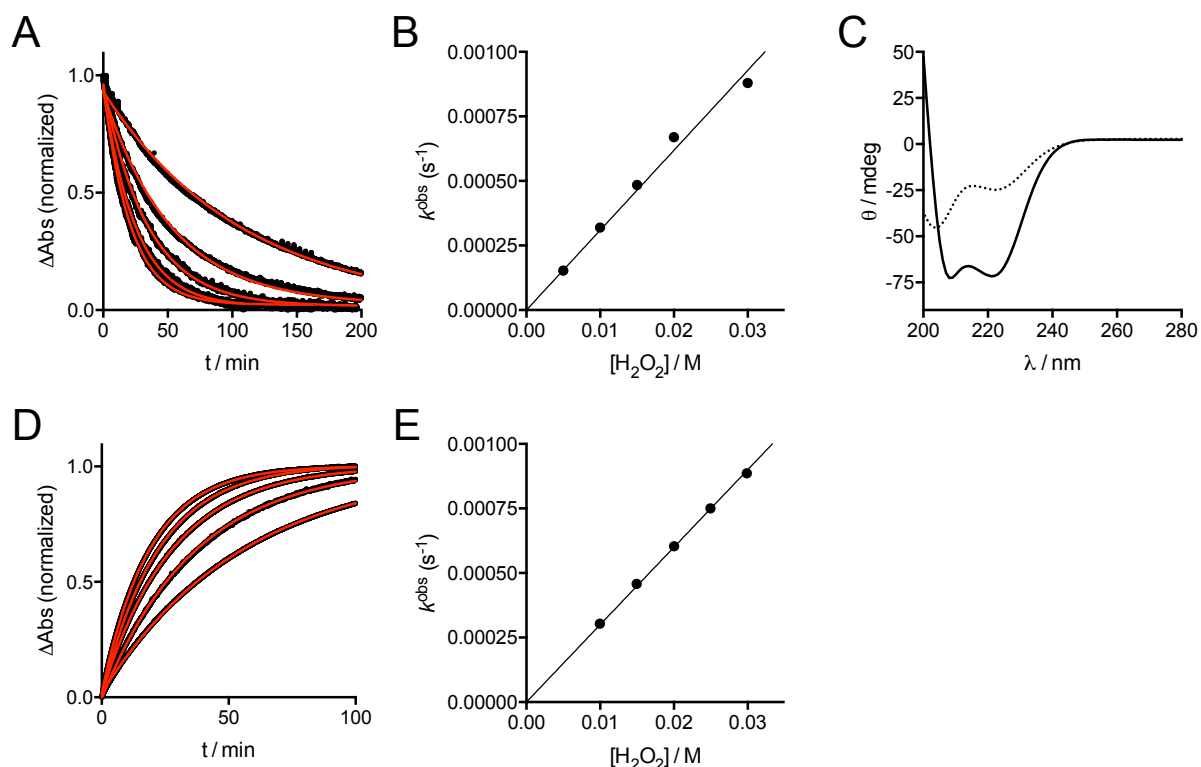 A
ΔAbs (normalized)
1.0
0.5
0.0
0
50
100
150
200
t / min
B
kᵒᵇˢ (s⁻¹)
0.00100
0.00075
0.00050
0.00025
0.00000
0.00
0.01
0.02
0.03
[H₂O₂] / M
C
θ / mdeg
50
25
0
-25
-50
-75
200
220
240
260
280
λ / nm
D
ΔAbs (normalized)
1.0
0.5
0.0
0
50
100
t / min
E
kᵒᵇˢ (s⁻¹)
0.00100
0.00075
0.00050
0.00025
0.00000
0.00
0.01
0.02
0.03
[H₂O₂] / M